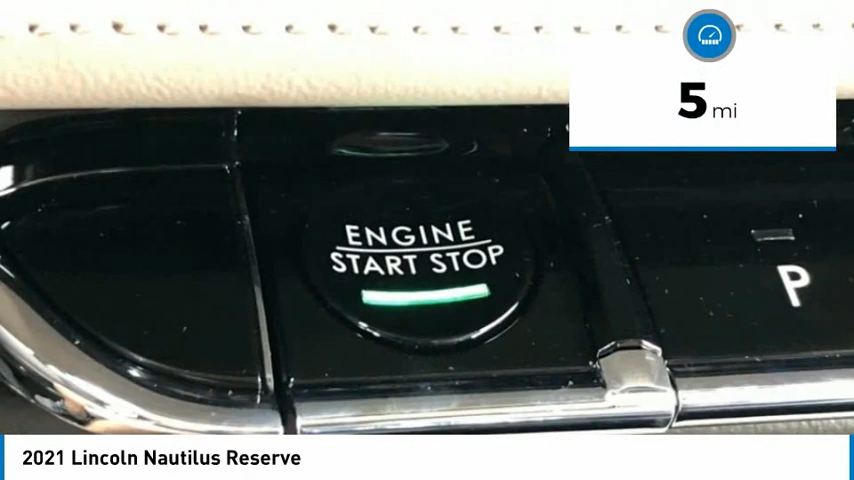 5 mi
ENGINE
START STOP
P
2021 Lincoln Nautilus Reserve